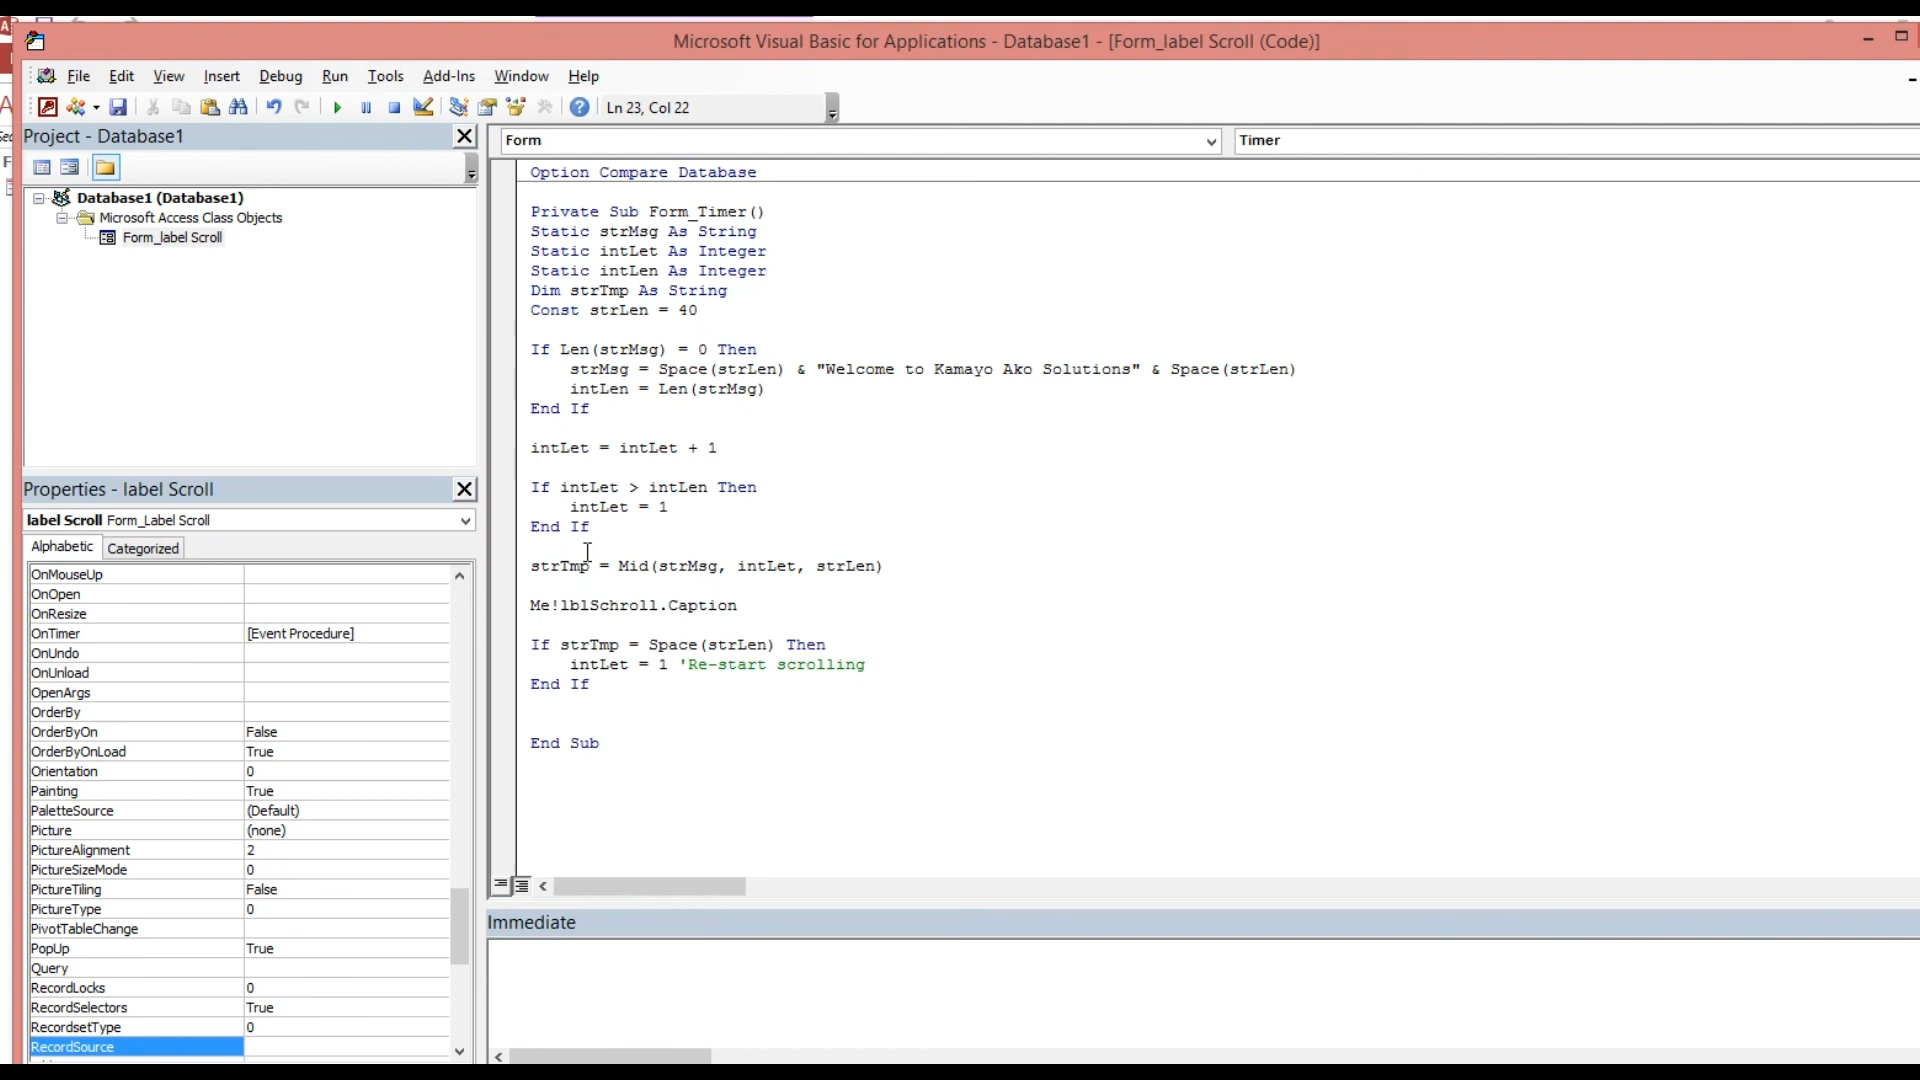 Microsoft Visual Basic for Applications - Database1 - [Form_label Scroll (Code)]
File Edit View Insert Debug Run Tools Add-Ins Window Help
Ln 23, Col 22
Project - Database1
Form
Timer
Database1 (Database1)
Microsoft Access Class Objects
Form_label Scroll
Properties - label Scroll
label Scroll Form_Label Scroll
Alphabetic Categorized
OnMouseUp
OnOpen
OnResize
OnTimer [Event Procedure]
OnUndo
OnUnload
OpenArgs
OrderBy
OrderByOn False
OrderByOnLoad True
Orientation 0
Painting True
PaletteSource (Default)
Picture (none)
PictureAlignment 2
PictureSizeMode 0
PictureTiling False
PictureType 0
PivotTableChange
PopUp True
Query
RecordLocks 0
RecordSelectors True
RecordsetType 0
RecordSource
Option Compare Database
Private Sub Form_Timer()
Static strMsg As String
Static intLet As Integer
Static intLen As Integer
Dim strTmp As String
Const strLen = 40
If Len(strMsg) = 0 Then
strMsg = Space(strLen) & "Welcome to Kamayo Ako Solutions" & Space(strLen)
intLen = Len(strMsg)
End If
intLet = intLet + 1
If intLet > intLen Then
intLet = 1
End If
strTmp = Mid(strMsg, intLet, strLen)
Me!lblSchroll.Caption
If strTmp = Space(strLen) Then
intLet = 1 'Re-start scrolling
End If
End Sub
Immediate